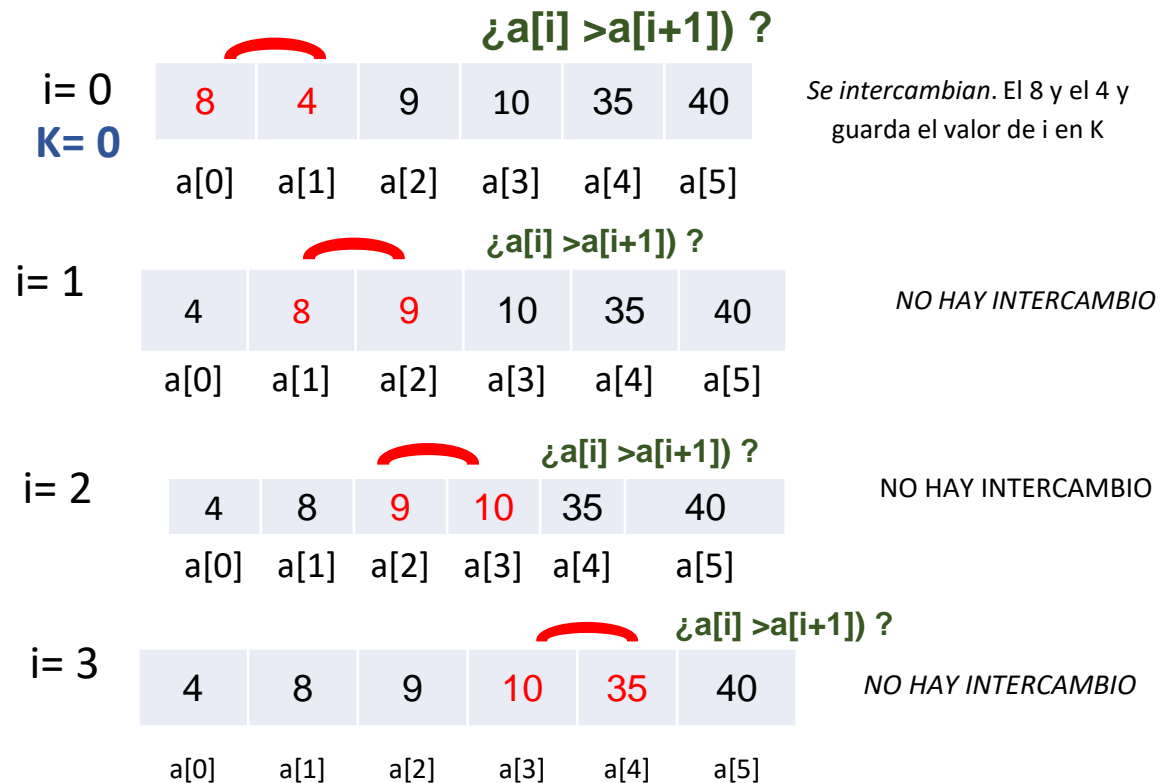 ¿a[i] >a[i+1]) ?
i= 0
K= 0
8 4 9 10 35 40
Se intercambian. El 8 y el 4 y
guarda el valor de i en K
a[0] a[1] a[2] a[3] a[4] a[5]
¿a[i] >a[i+1]) ?
i= 1
4 8 9 10 35 40
NO HAY INTERCAMBIO
a[0] a[1] a[2] a[3] a[4] a[5]
¿a[i] >a[i+1]) ?
i= 2
4 8 9 10 35 40
NO HAY INTERCAMBIO
a[0] a[1] a[2] a[3] a[4] a[5]
¿a[i] >a[i+1]) ?
i= 3
4 8 9 10 35 40
NO HAY INTERCAMBIO
a[0] a[1] a[2] a[3] a[4] a[5]